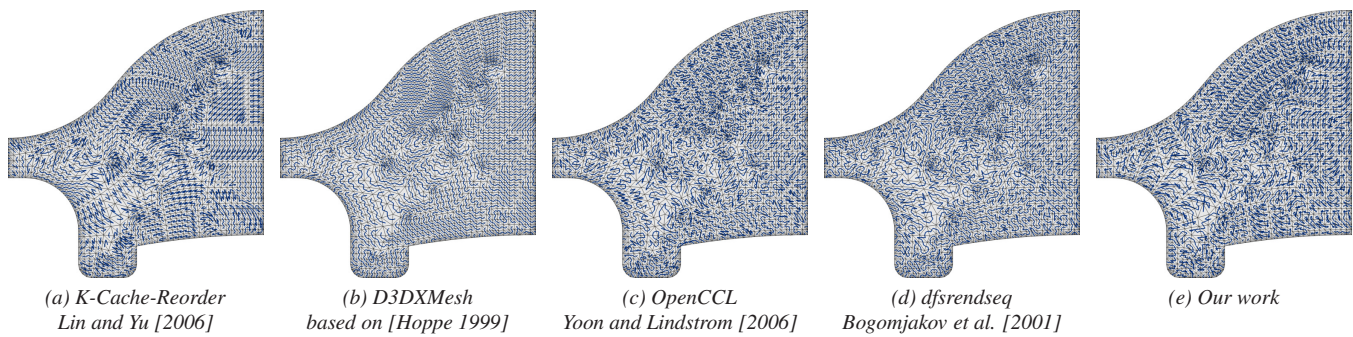 (a) K-Cache-Reorder
Lin and Yu [2006]
(b) D3DXMesh
based on [Hoppe 1999]
(c) OpenCCL
Yoon and Lindstrom [2006]
(d) dfsrendseq
Bogomjakov et al. [2001]
(e) Our work